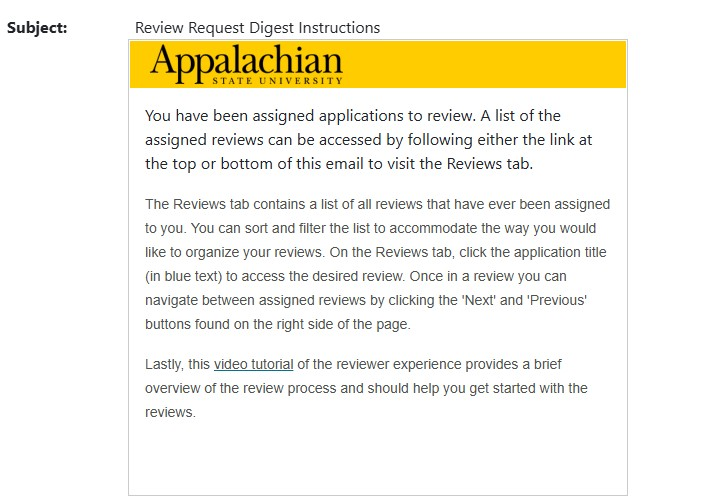 Subject: Review Request Digest Instructions
Appalachian
STATE UNIVERSITY
You have been assigned applications to review. A list of the
assigned reviews can be accessed by following either the link at
the top or bottom of this email to visit the Reviews tab.
The Reviews tab contains a list of all reviews that have ever been assigned
to you. You can sort and filter the list to accommodate the way you would
like to organize your reviews. On the Reviews tab, click the application title
(in blue text) to access the desired review. Once in a review you can
navigate between assigned reviews by clicking the 'Next' and 'Previous'
buttons found on the right side of the page.
Lastly, this video tutorial of the reviewer experience provides a brief
overview of the review process and should help you get started with the
reviews.